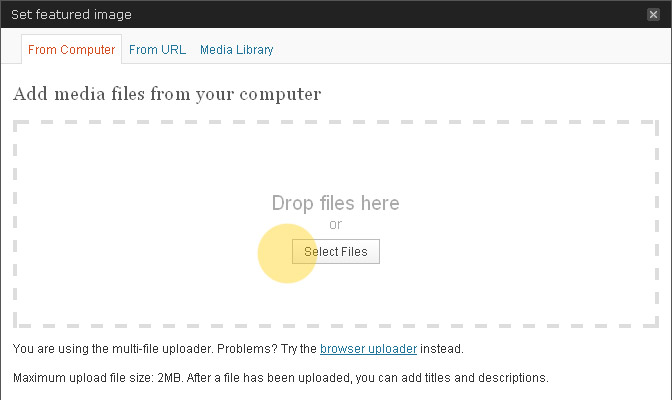 Set featured image
From Computer From URL Media Library
Add media files from your computer
Drop files here
or
Select Files
You are using the multi-file uploader. Problems? Try the browser uploader instead.
Maximum upload file size: 2MB. After a file has been uploaded, you can add titles and descriptions.